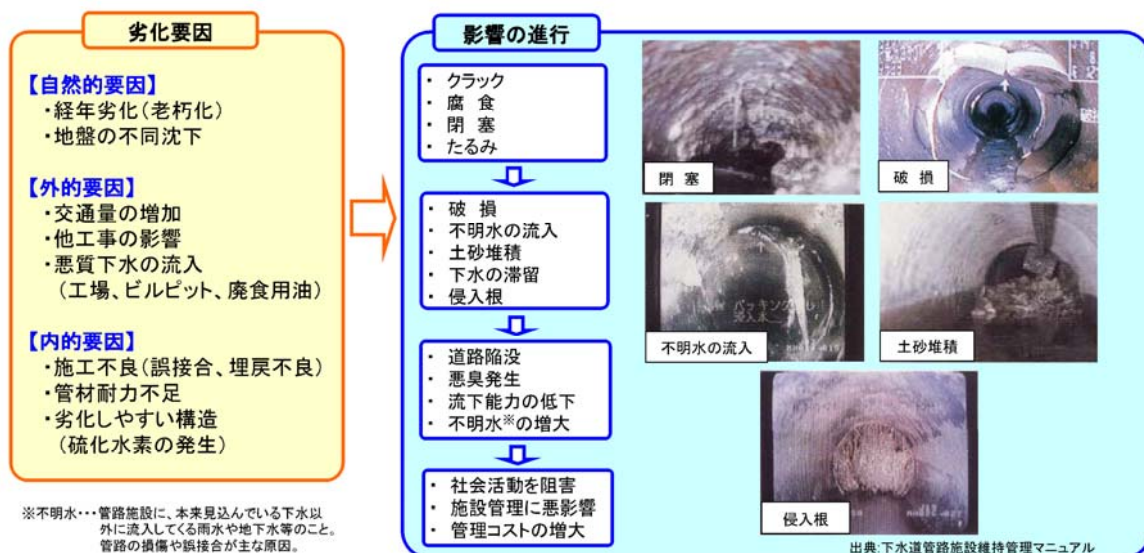 劣化要因
【自然的要因】
・経年劣化(老朽化)
・地盤の不同沈下
【外的要因】
・交通量の増加
・他工事の影響
・悪質下水の流入
(工場、ビルピット、廃食用油)
【内的要因】
・施工不良(誤接合、埋戻不良)
・管材耐力不足
・劣化しやすい構造
(硫化水素の発生)
※不明水・・・管路施設に、本来見込んでいる下水以
外に流入してくる雨水や地下水等のこと。
管路の損傷や誤接合が主な原因。
影響の進行
・ クラック
・ 腐 食
・ 閉 塞
・ たるみ
・ 破 損
・ 不明水の流入
・ 土砂堆積
・ 下水の滞留
・ 侵入根
・ 道路陥没
・ 悪臭発生
・ 流下能力の低下
・ 不明水※の増大
・ 社会活動を阻害
・ 施設管理に悪影響
・ 管理コストの増大
閉 塞
破 損
不明水の流入
土砂堆積
侵入根
出典:下水道管路施設維持管理マニュアル